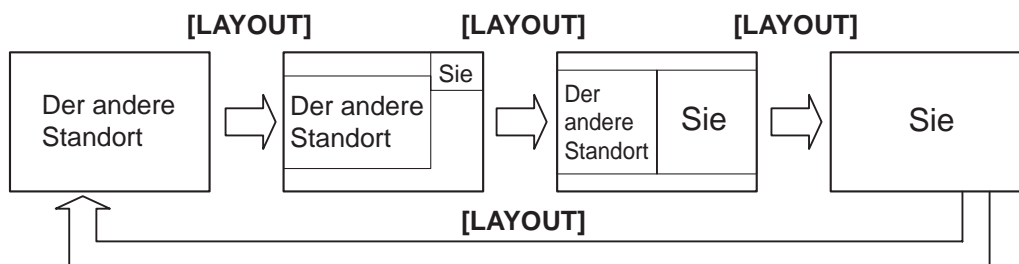 [LAYOUT] [LAYOUT] [LAYOUT]
Der andere
Standort
Sie
Der andere
Standort
Der
andere
Standort
Sie
Sie
[LAYOUT]